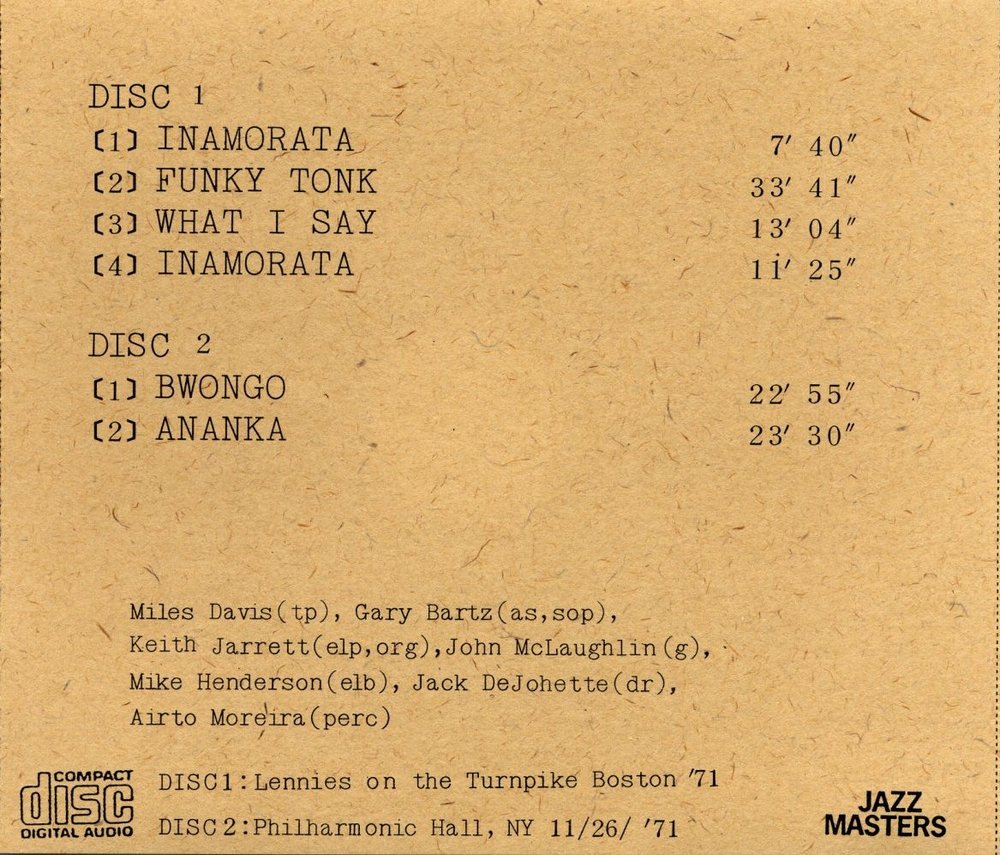 DISC 1
〔1〕 INAMORATA 7′ 40″
〔2〕 FUNKY TONK 33′ 41″
〔3〕 WHAT I SAY 13′ 04″
〔4〕 INAMORATA 11′ 25″
DISC 2
〔1〕 BWONGO 22′ 55″
〔2〕 ANANKA 23′ 30″
Miles Davis(tp), Gary Bartz(as,sop),
Keith Jarrett(elp,org),John McLaughlin(g),
Mike Henderson(elb), Jack DeJohette(dr),
Airto Moreira(perc)
COMPACT
disc
DIGITAL AUDIO
DISC1:Lennies on the Turnpike Boston '71
DISC2:Philharmonic Hall, NY 11/26/ '71
JAZZ
MASTERS